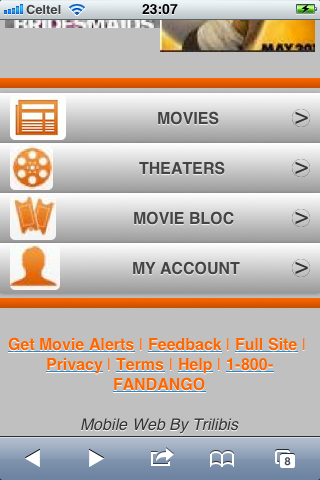 Celtel 23:07
BRIDESMAIDS
MAY 20
MOVIES >
THEATERS >
MOVIE BLOC >
MY ACCOUNT >
Get Movie Alerts | Feedback | Full Site |
Privacy | Terms | Help | 1-800-
FANDANGO
Mobile Web By Trilibis
8